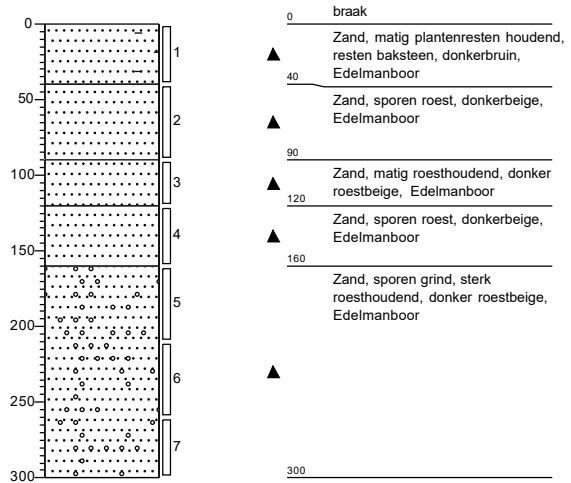 0
50
100
150
200
250
300
1
2
3
4
5
6
7
0
braak
Zand, matig plantenresten houdend,
resten baksteen, donkerbruin,
Edelmanboor
40
Zand, sporen roest, donkerbeige,
Edelmanboor
90
Zand, matig roesthoudend, donker
roestbeige, Edelmanboor
120
Zand, sporen roest, donkerbeige,
Edelmanboor
160
Zand, sporen grind, sterk
roesthoudend, donker roestbeige,
Edelmanboor
300